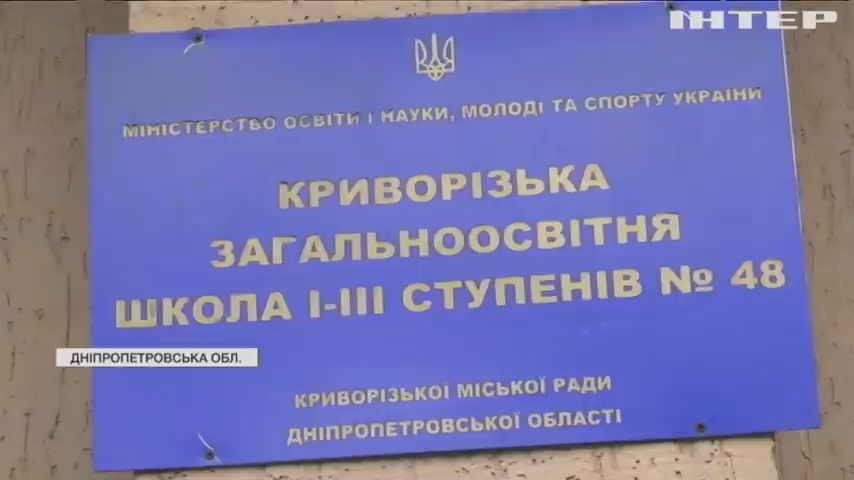 ІНТЕР
МІНІСТЕРСТВО ОСВІТИ І НАУКИ, МОЛОДІ ТА СПОРТУ УКРАЇНИ
КРИВОРІЗЬКА
ЗАГАЛЬНООСВІТНЯ
ШКОЛА І-ІІІ СТУПЕНІВ № 48
ДНІПРОПЕТРОВСЬКА ОБЛ.
КРИВОРІЗЬКОЇ МІСЬКОЇ РАДИ
ДНІПРОПЕТРОВСЬКОЇ ОБЛАСТІ